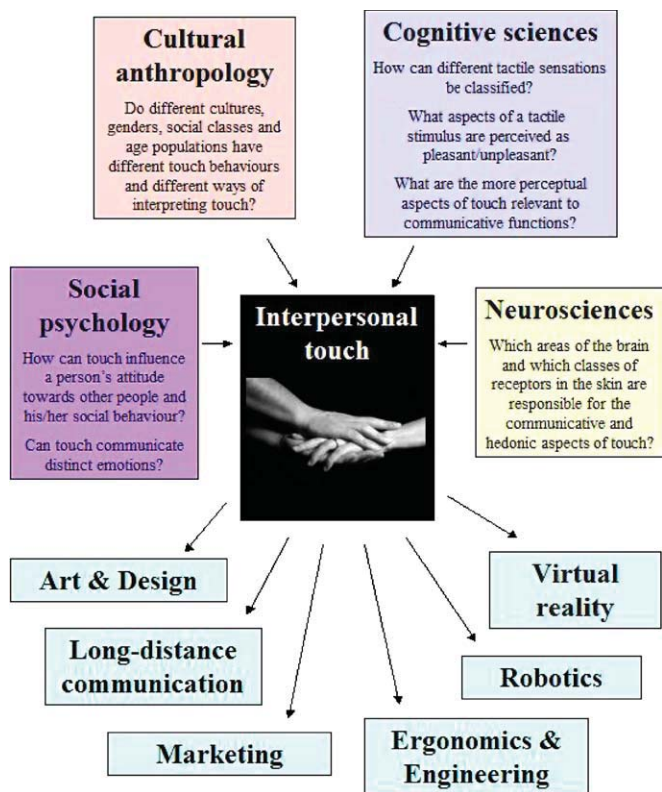 Cultural
anthropology
Do different cultures,
genders, social classes and
age populations have
different touch behaviours
and different ways of
interpreting touch?
Cognitive sciences
How can different tactile sensations
be classified?
What aspects of a tactile
stimulus are perceived as
pleasant/unpleasant?
What are the more perceptual
aspects of touch relevant to
communicative functions?
Social
psychology
How can touch influence
a person's attitude
towards other people and
his/her social behaviour?
Can touch communicate
distinct emotions?
Interpersonal
touch
Neurosciences
Which areas of the brain
and which classes of
receptors in the skin are
responsible for the
communicative and
hedonic aspects of touch?
Art & Design
Long-distance
communication
Marketing
Ergonomics &
Engineering
Robotics
Virtual
reality